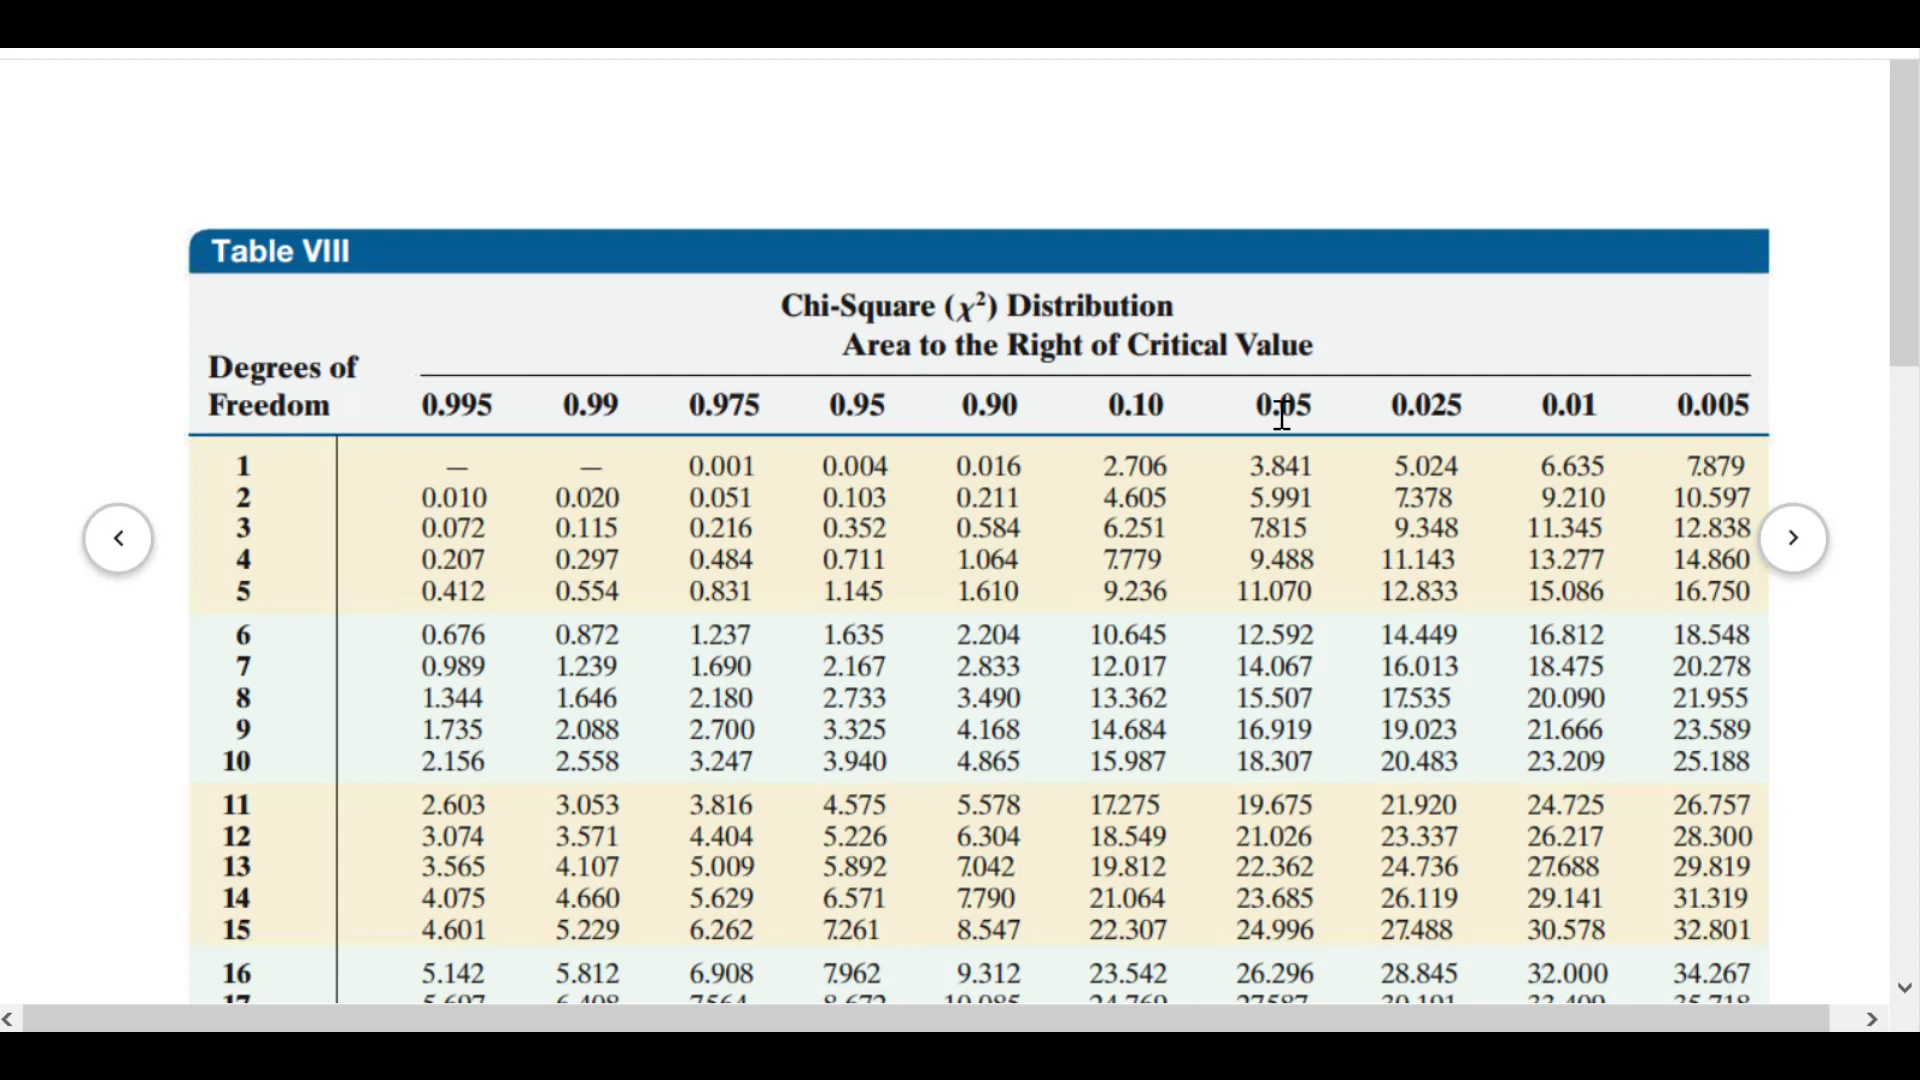 Table VIII
Chi-Square (χ²) Distribution
Area to the Right of Critical Value
Degrees of
Freedom 0.995 0.99 0.975 0.95 0.90 0.10 0.05 0.025 0.01 0.005
1 — — 0.001 0.004 0.016 2.706 3.841 5.024 6.635 7.879
2 0.010 0.020 0.051 0.103 0.211 4.605 5.991 7.378 9.210 10.597
3 0.072 0.115 0.216 0.352 0.584 6.251 7.815 9.348 11.345 12.838
4 0.207 0.297 0.484 0.711 1.064 7.779 9.488 11.143 13.277 14.860
5 0.412 0.554 0.831 1.145 1.610 9.236 11.070 12.833 15.086 16.750
6 0.676 0.872 1.237 1.635 2.204 10.645 12.592 14.449 16.812 18.548
7 0.989 1.239 1.690 2.167 2.833 12.017 14.067 16.013 18.475 20.278
8 1.344 1.646 2.180 2.733 3.490 13.362 15.507 17.535 20.090 21.955
9 1.735 2.088 2.700 3.325 4.168 14.684 16.919 19.023 21.666 23.589
10 2.156 2.558 3.247 3.940 4.865 15.987 18.307 20.483 23.209 25.188
11 2.603 3.053 3.816 4.575 5.578 17.275 19.675 21.920 24.725 26.757
12 3.074 3.571 4.404 5.226 6.304 18.549 21.026 23.337 26.217 28.300
13 3.565 4.107 5.009 5.892 7.042 19.812 22.362 24.736 27.688 29.819
14 4.075 4.660 5.629 6.571 7.790 21.064 23.685 26.119 29.141 31.319
15 4.601 5.229 6.262 7.261 8.547 22.307 24.996 27.488 30.578 32.801
16 5.142 5.812 6.908 7.962 9.312 23.542 26.296 28.845 32.000 34.267